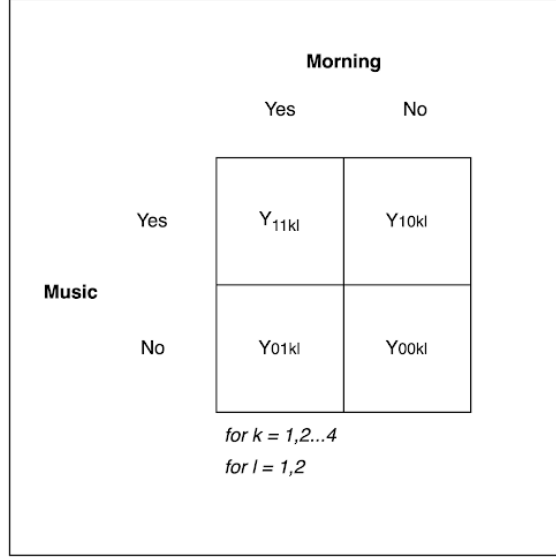 Morning
Yes No
Yes Y11kl Y10kl
Music
No Y01kl Y00kl
for k = 1,2...4
for l = 1,2